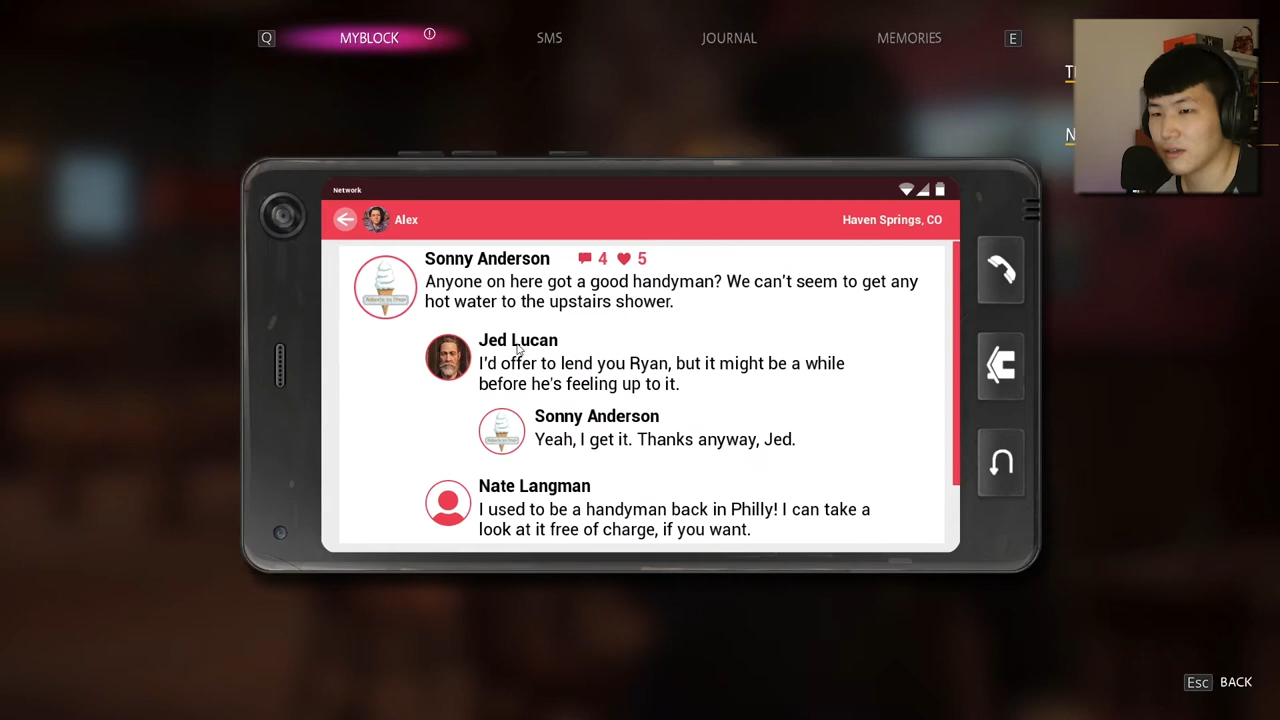 Q
MYBLOCK
SMS
JOURNAL
MEMORIES
E
Network
Alex
Haven Springs, CO
Sonny Anderson 4 5
Anyone on here got a good handyman? We can't seem to get any
hot water to the upstairs shower.
Jed Lucan
I'd offer to lend you Ryan, but it might be a while
before he's feeling up to it.
Sonny Anderson
Yeah, I get it. Thanks anyway, Jed.
Nate Langman
I used to be a handyman back in Philly! I can take a
look at it free of charge, if you want.
Esc BACK